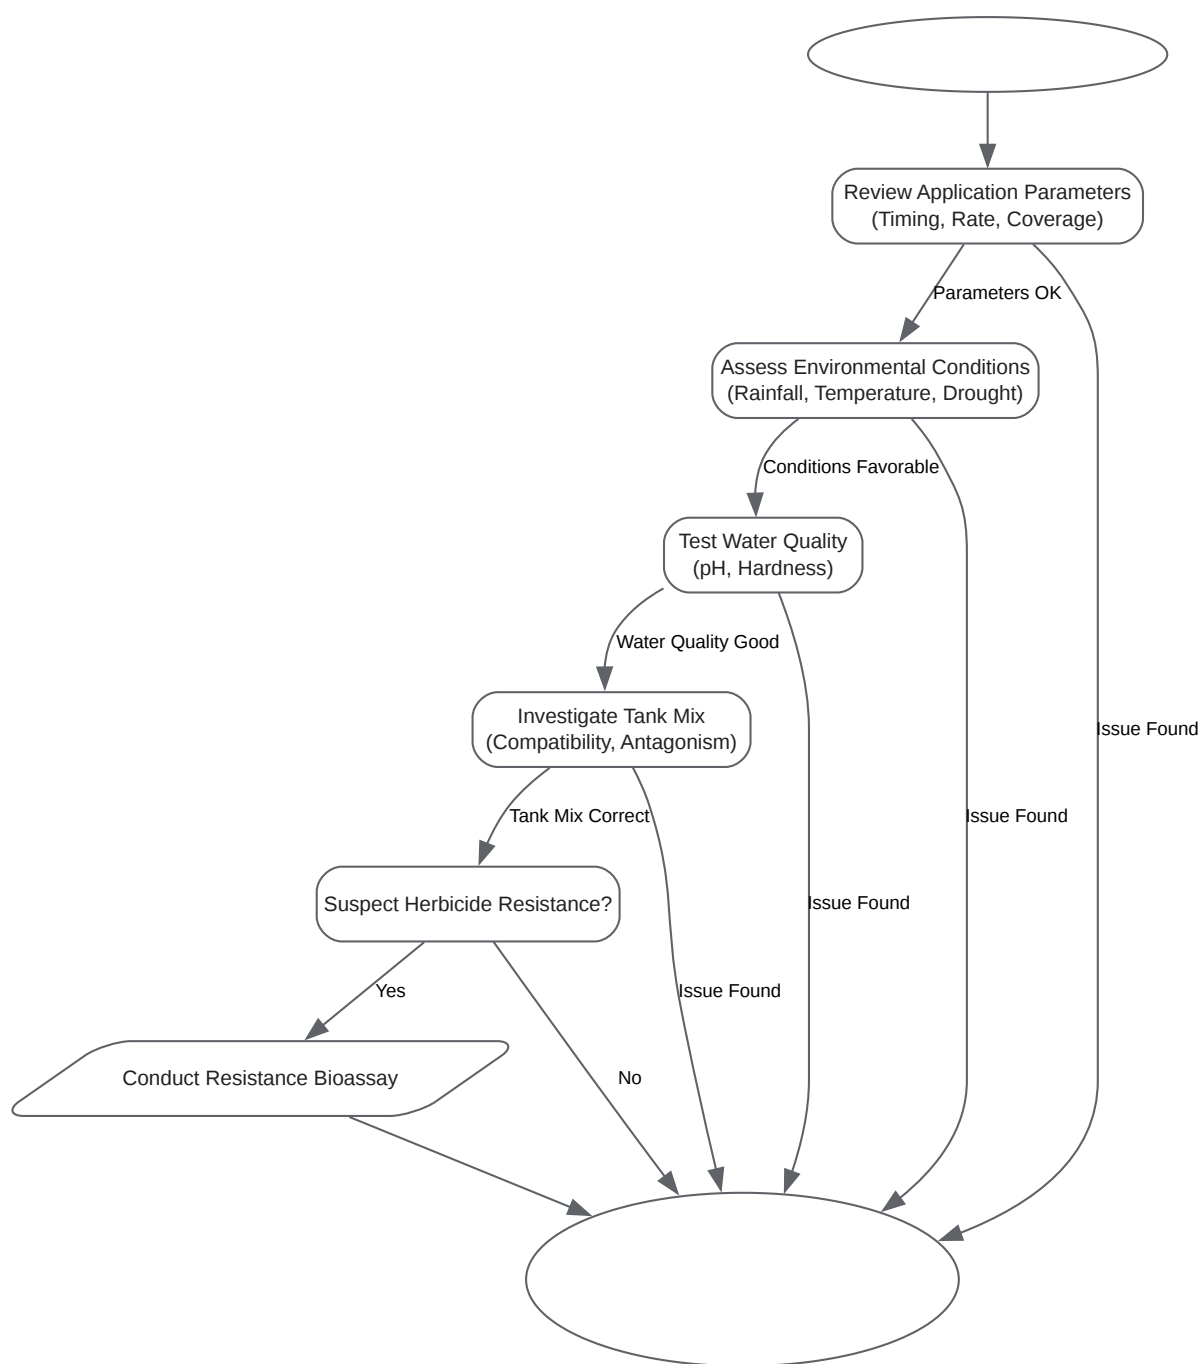 Review Application Parameters
(Timing, Rate, Coverage)
Parameters OK
Assess Environmental Conditions
(Rainfall, Temperature, Drought)
Conditions Favorable
Test Water Quality
(pH, Hardness)
Water Quality Good
Investigate Tank Mix
(Compatibility, Antagonism)
Issue Found
Tank Mix Correct
Issue Found
Suspect Herbicide Resistance?
Issue Found
Yes
Issue Found
Conduct Resistance Bioassay
No